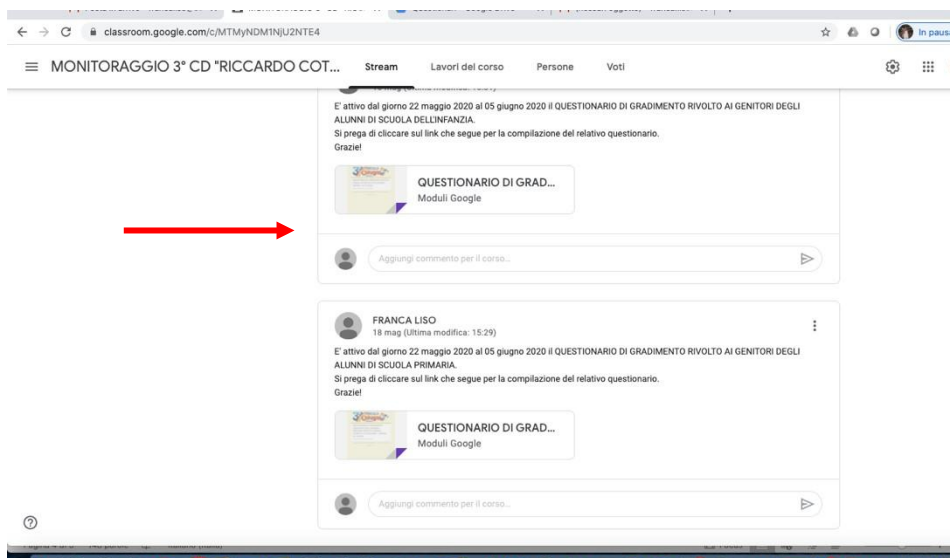 classroom.google.com/c/MTMyNDM1NjU2NTE4
In pausa
MONITORAGGIO 3° CD "RICCARDO COT...
Stream
Lavori del corso
Persone
Voti
E' attivo dal giorno 22 maggio 2020 al 05 giugno 2020 il QUESTIONARIO DI GRADIMENTO RIVOLTO AI GENITORI DEGLI
ALUNNI DI SCUOLA DELL'INFANZIA.
Si prega di cliccare sul link che segue per la compilazione del relativo questionario.
Grazie!
QUESTIONARIO DI GRAD...
Moduli Google
Aggiungi commento per il corso...
FRANCA LISO
18 mag (Ultima modifica: 15:29)
E' attivo dal giorno 22 maggio 2020 al 05 giugno 2020 il QUESTIONARIO DI GRADIMENTO RIVOLTO AI GENITORI DEGLI
ALUNNI DI SCUOLA PRIMARIA.
Si prega di cliccare sul link che segue per la compilazione del relativo questionario.
Grazie!
QUESTIONARIO DI GRAD...
Moduli Google
Aggiungi commento per il corso...